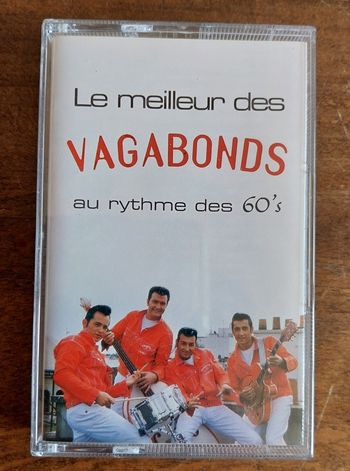 Le meilleur des
VAGABONDS
au rythme des 60's